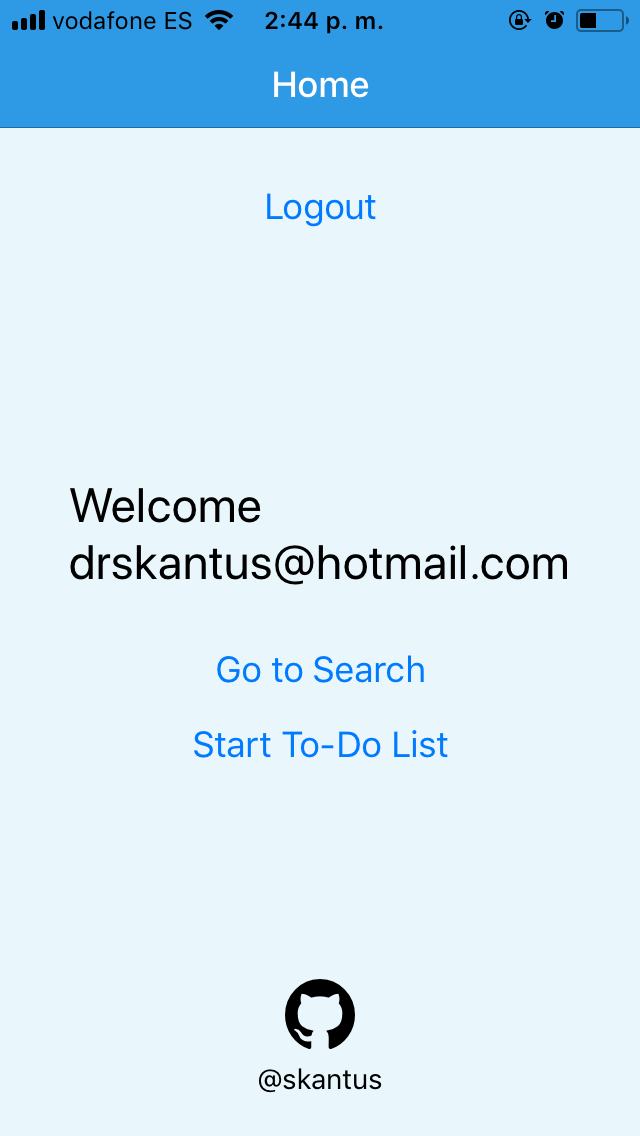 vodafone ES 2:44 p. m.
Home
Logout
Welcome
drskantus@hotmail.com
Go to Search
Start To-Do List
@skantus